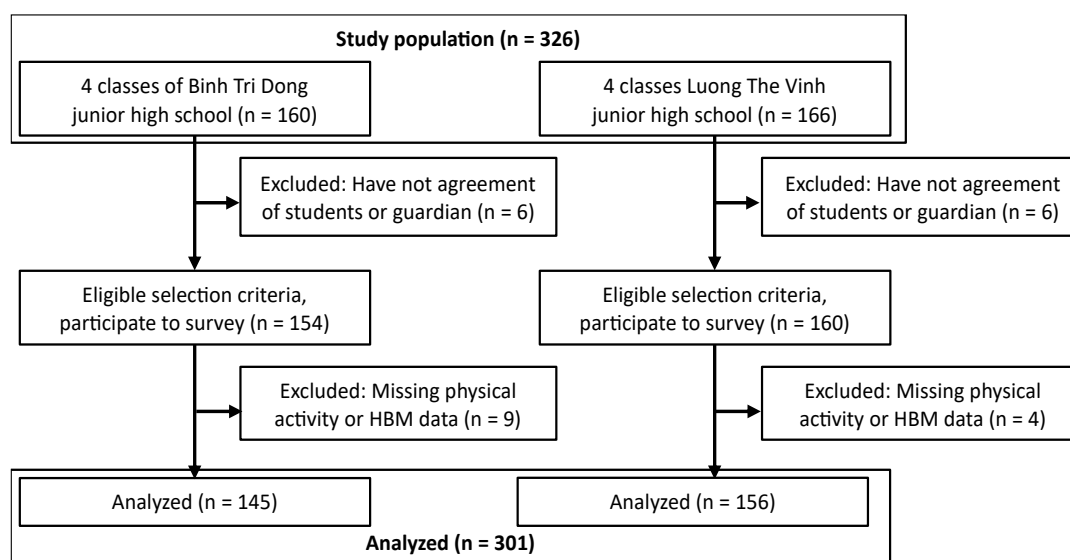 Study population (n = 326)
4 classes of Binh Tri Dong
junior high school (n = 160)
4 classes Luong The Vinh
junior high school (n = 166)
Excluded: Have not agreement
of students or guardian (n = 6)
Excluded: Have not agreement
of students or guardian (n = 6)
Eligible selection criteria,
participate to survey (n = 154)
Eligible selection criteria,
participate to survey (n = 160)
Excluded: Missing physical
activity or HBM data (n = 9)
Excluded: Missing physical
activity or HBM data (n = 4)
Analyzed (n = 145)
Analyzed (n = 156)
Analyzed (n = 301)